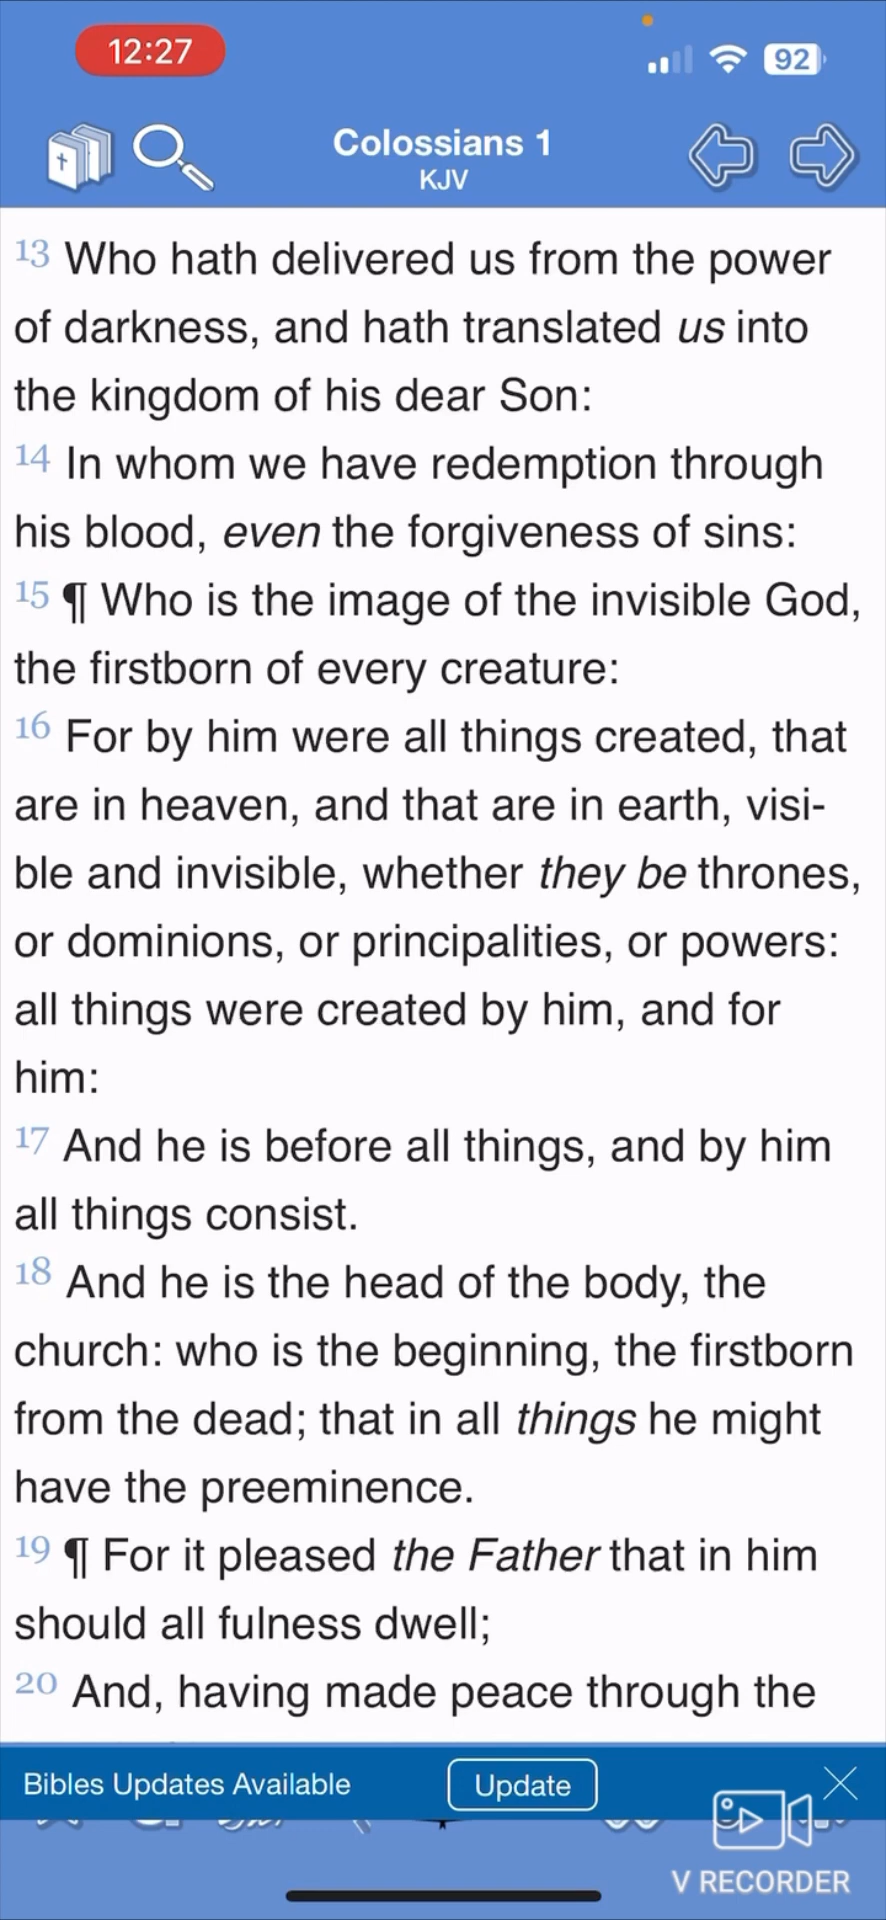 12:27
92
Colossians 1
KJV
13 Who hath delivered us from the power
of darkness, and hath translated us into
the kingdom of his dear Son:
14 In whom we have redemption through
his blood, even the forgiveness of sins:
15 ¶ Who is the image of the invisible God,
the firstborn of every creature:
16 For by him were all things created, that
are in heaven, and that are in earth, visi-
ble and invisible, whether they be thrones,
or dominions, or principalities, or powers:
all things were created by him, and for
him:
17 And he is before all things, and by him
all things consist.
18 And he is the head of the body, the
church: who is the beginning, the firstborn
from the dead; that in all things he might
have the preeminence.
19 ¶ For it pleased the Father that in him
should all fulness dwell;
20 And, having made peace through the
Bibles Updates Available
Update
V RECORDER